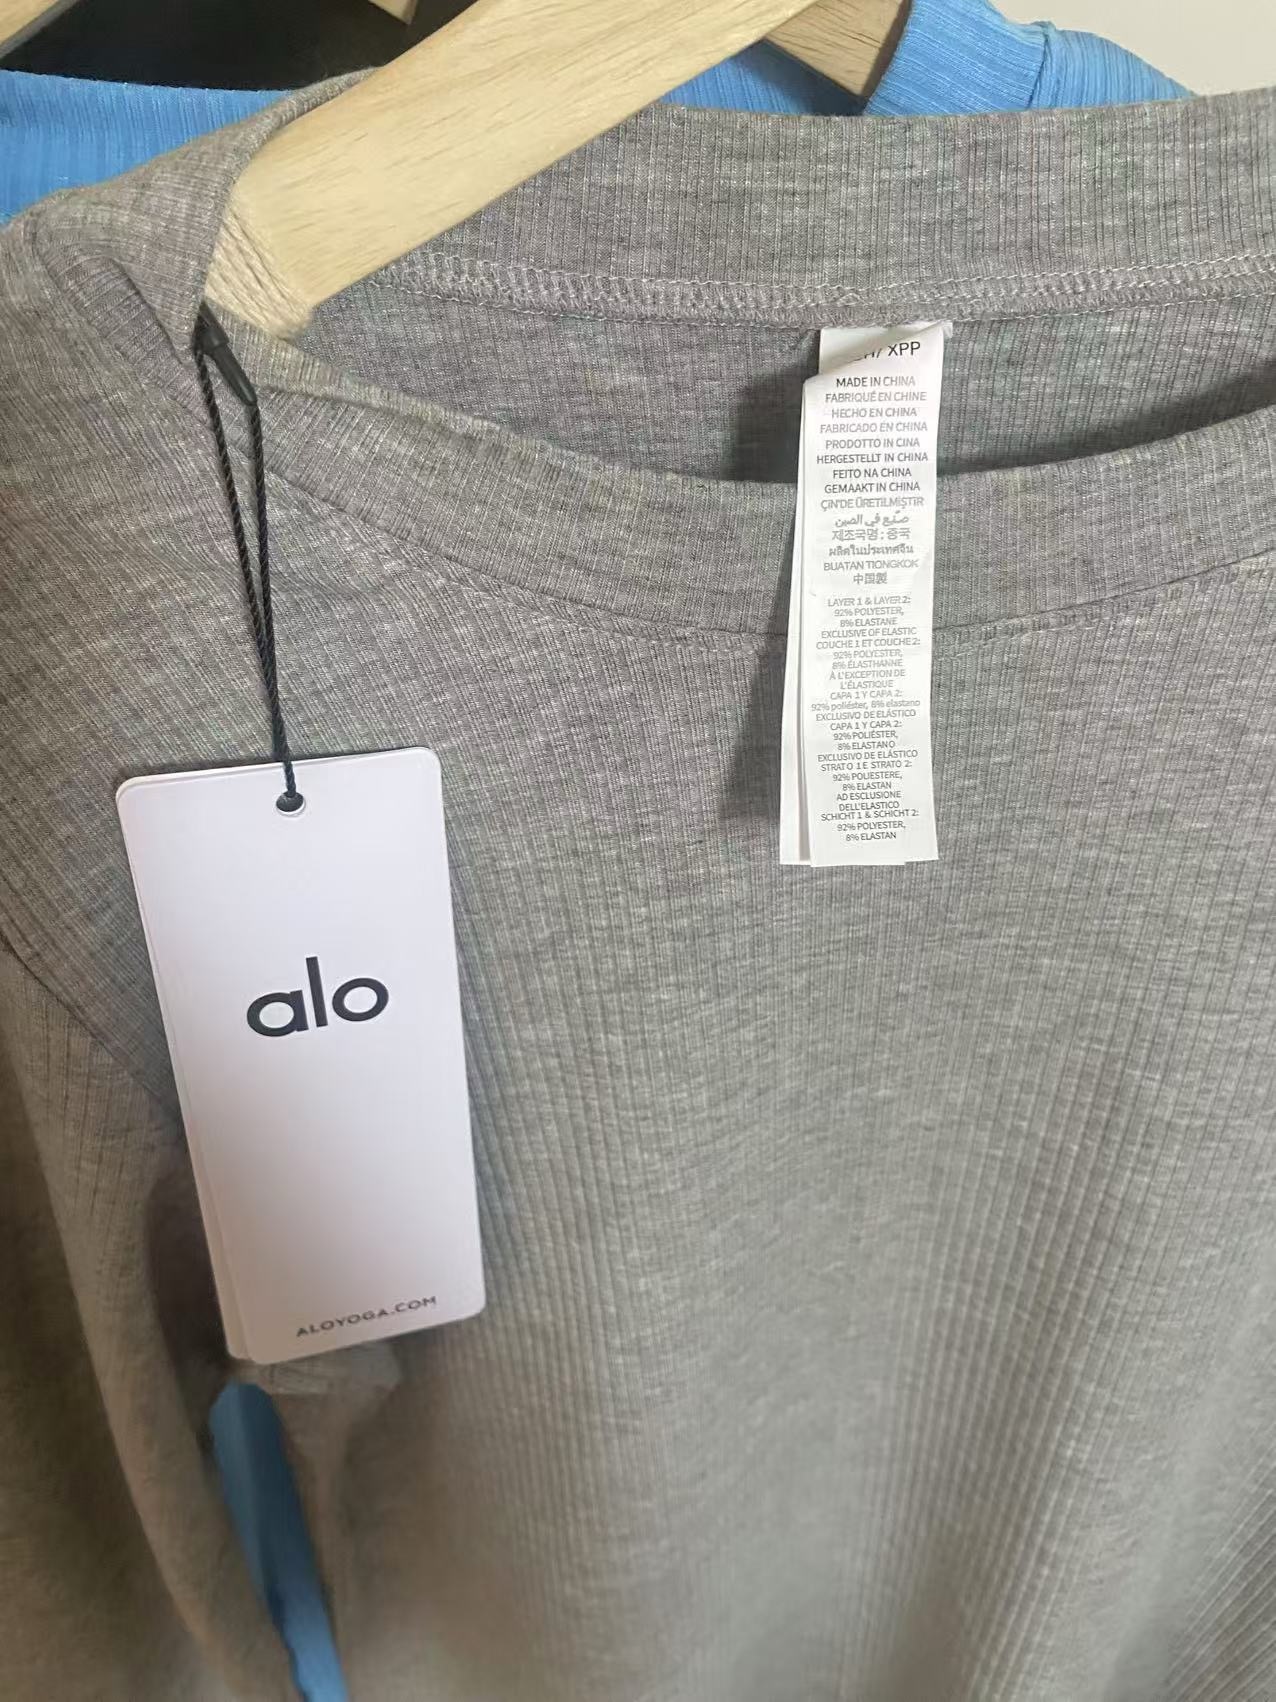 XPP
MADE IN CHINA
FABRIQUÉ EN CHINE
HECHO EN CHINA
FABRICADO EN CHINA
PRODOTTO IN CINA
HERGESTELLT IN CHINA
FEITO NA CHINA
GEMAAKT IN CHINA
ÇİN'DE ÜRETİLMİŞTİR
صنع في الصين
제조국명 : 중국
ผลิตในประเทศจีน
BUATAN TIONGKOK
中国製
LAYER 1 & LAYER 2:
92% POLYESTER,
8% ELASTANE
EXCLUSIVE OF ELASTIC
COUCHE 1 ET COUCHE 2:
92% POLYESTER,
8% ÉLASTHANNE
À L'EXCEPTION DE
L'ÉLASTIQUE
CAPA 1 Y CAPA 2:
92% poliéster, 8% elastano
EXCLUSIVO DE ELÁSTICO
CAPA 1 Y CAPA 2:
92% POLIÉSTER,
8% ELASTANO
EXCLUSIVO DE ELÁSTICO
STRATO 1 E STRATO 2:
92% POLIESTERE,
8% ELASTAN
AD ESCLUSIONE
DELL'ELASTICO
SCHICHT 1 & SCHICHT 2:
92% POLYESTER,
8% ELASTAN
alo
ALOYOGA.COM